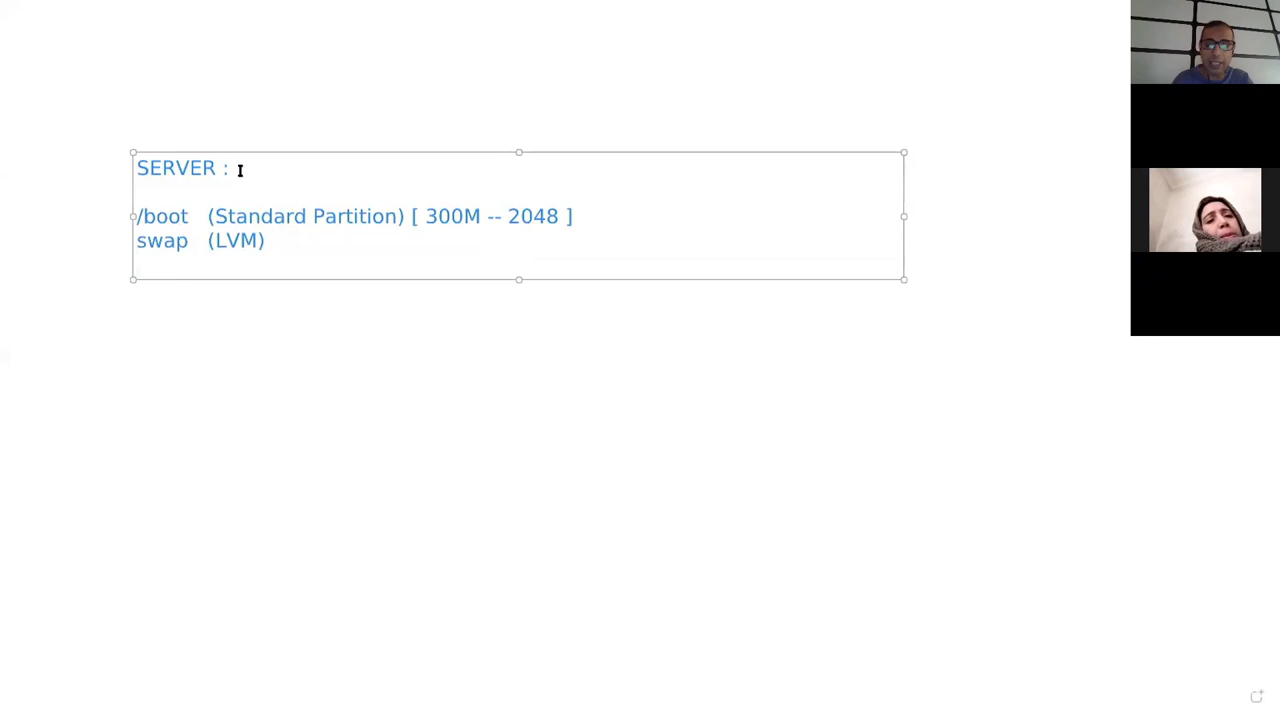 SERVER :
/boot (Standard Partition) [ 300M -- 2048 ]
swap (LVM)